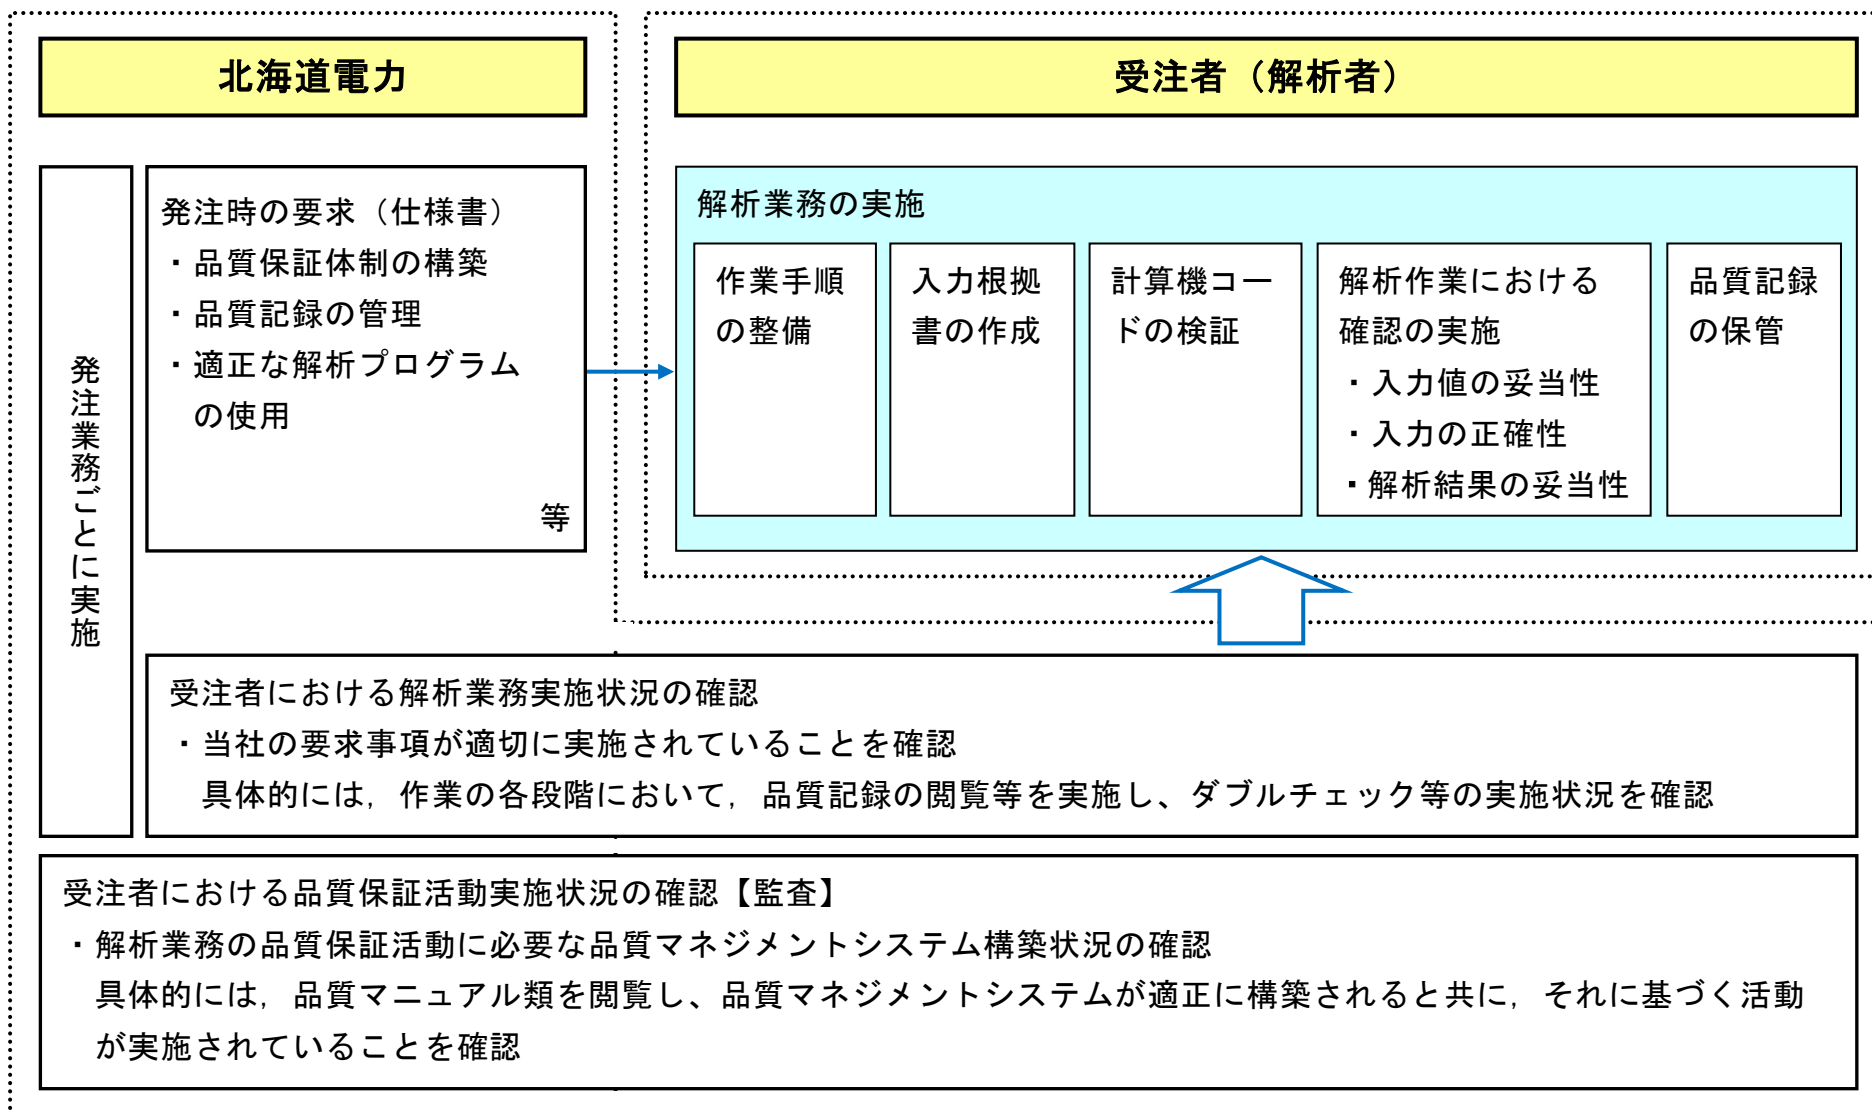 北海道電力
受注者（解析者）
発注業務ごとに実施
発注時の要求（仕様書）
・品質保証体制の構築
・品質記録の管理
・適正な解析プログラム
の使用
等
解析業務の実施
作業手順
の整備
入力根拠
書の作成
計算機コー
ドの検証
解析作業における
確認の実施
・入力値の妥当性
・入力の正確性
・解析結果の妥当性
品質記録
の保管
受注者における解析業務実施状況の確認
・当社の要求事項が適切に実施されていることを確認
具体的には，作業の各段階において，品質記録の閲覧等を実施し、ダブルチェック等の実施状況を確認
受注者における品質保証活動実施状況の確認【監査】
・解析業務の品質保証活動に必要な品質マネジメントシステム構築状況の確認
具体的には，品質マニュアル類を閲覧し、品質マネジメントシステムが適正に構築されると共に，それに基づく活動
が実施されていることを確認